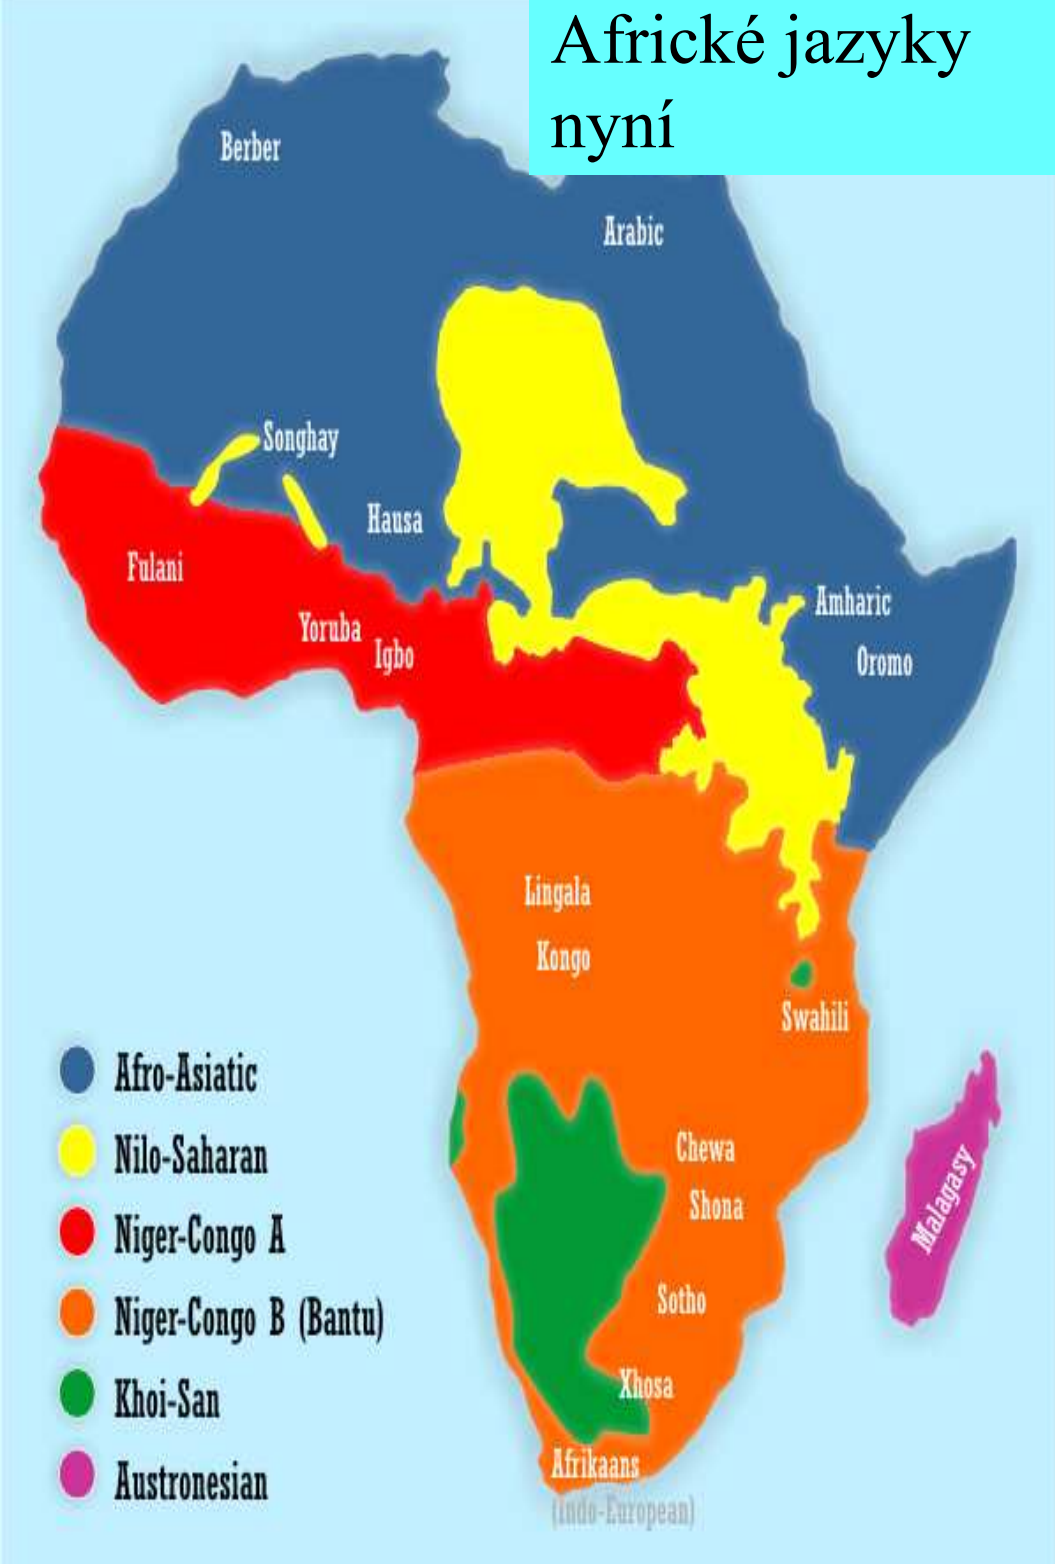 Africké jazyky
nyní
Berber
Arabic
Songhay
Hausa
Fulani
Yoruba
Igbo
Amharic
Oromo
Lingala
Kongo
Swahili
Chewa
Shona
Sotho
Xhosa
Malagasy
Afrikaans
(Indo-European)
Afro-Asiatic
Nilo-Saharan
Niger-Congo A
Niger-Congo B (Bantu)
Khoi-San
Austronesian